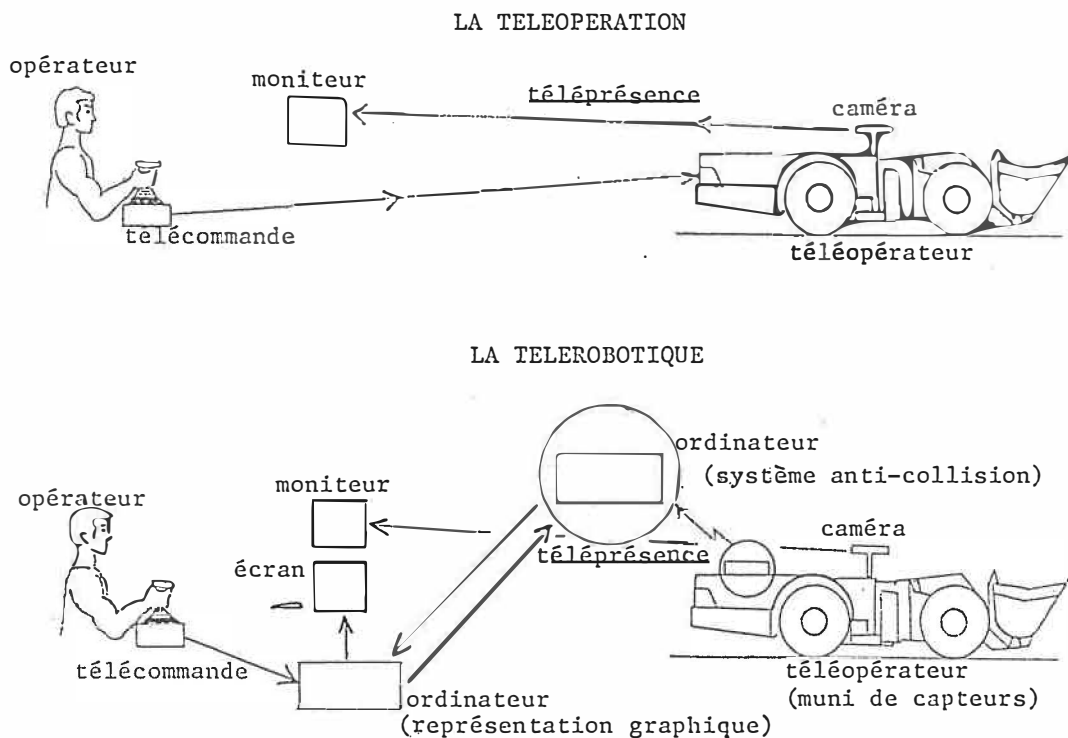 LA TELEOPERATION
opérateur
moniteur
téléprésence
caméra
télécommande
téléopérateur
LA TELEROBOTIQUE
ordinateur
(système anti-collision)
opérateur
moniteur
caméra
téléprésence
écran
télécommande
téléopérateur
(muni de capteurs)
ordinateur
(représentation graphique)